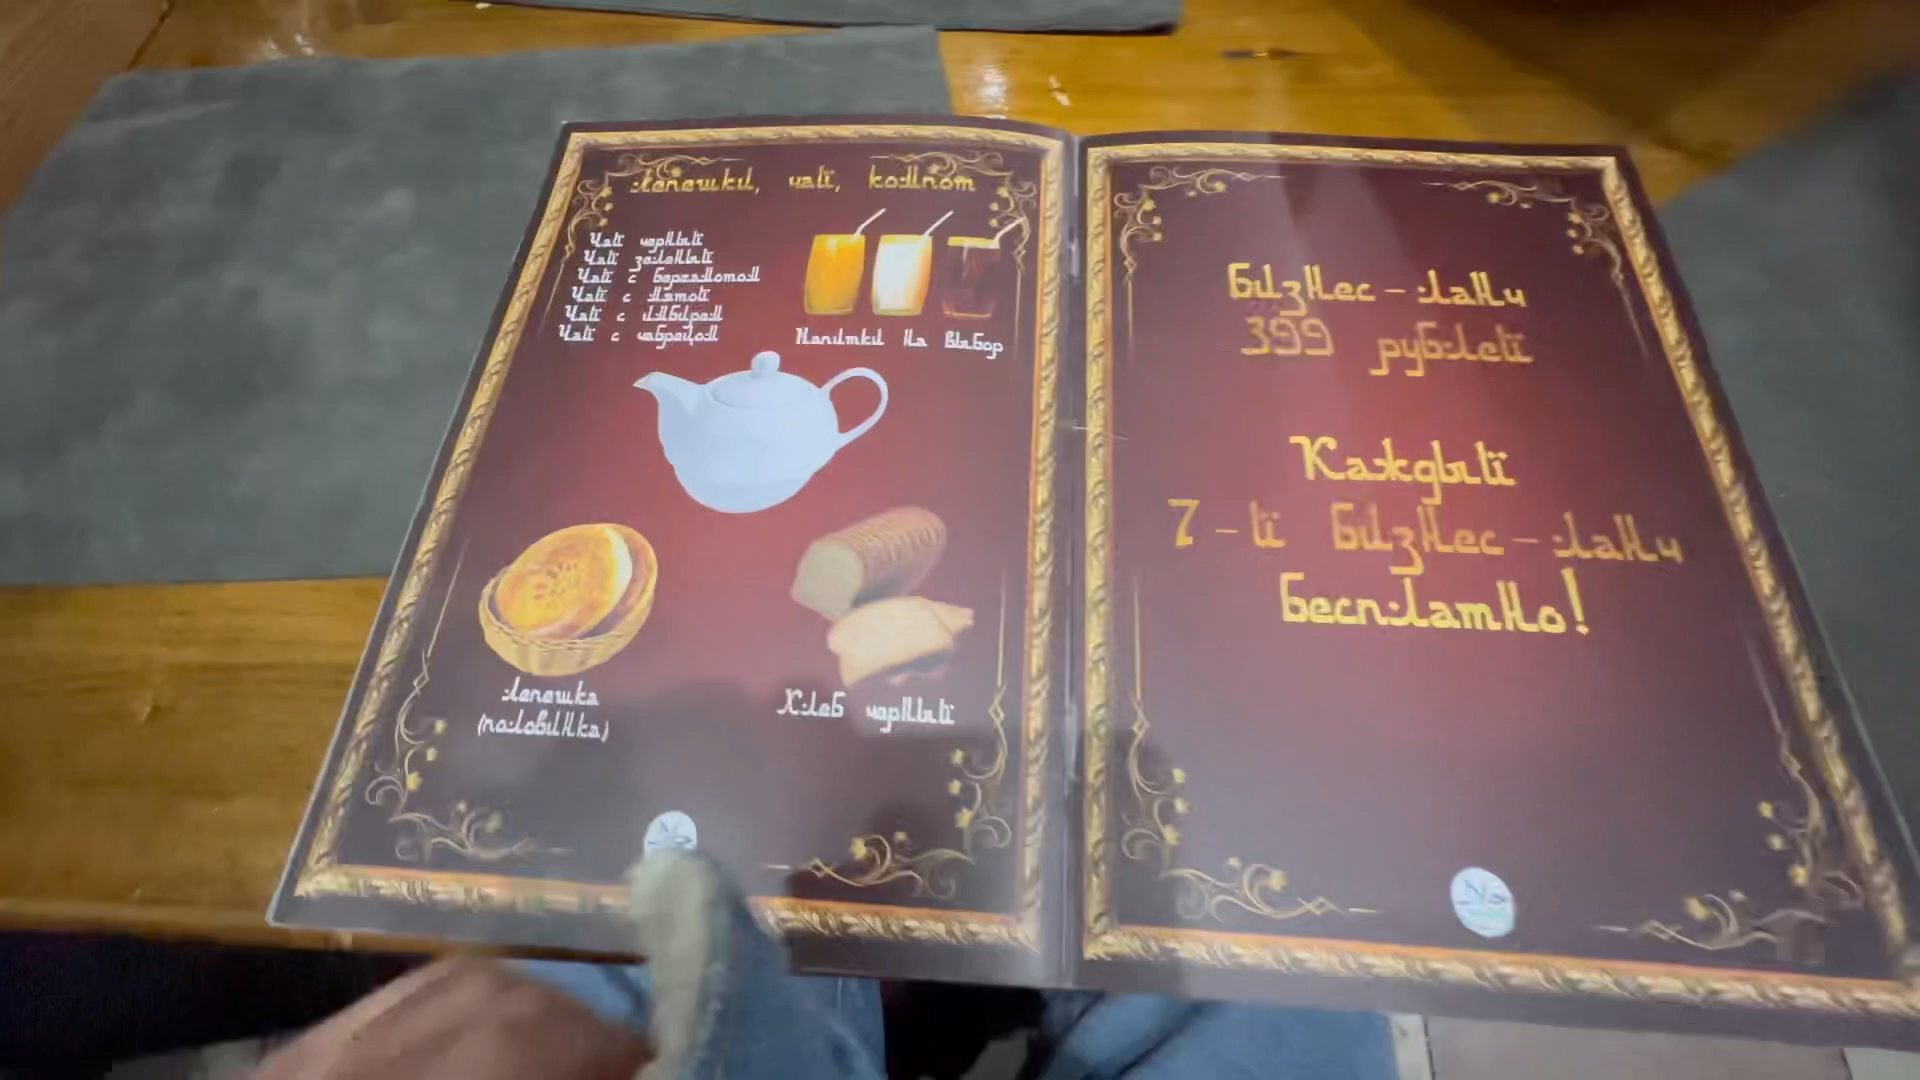 Лепешки, чай, компот
Чай черный
Чай зеленый
Чай с бергамотом
Чай с мятой
Чай с имбирем
Чай с чабрецом
Напитки на выбор
Лепешка
(половинка)
Хлеб черный
Бизнес-ланч
399 рублей
Каждый
7-й бизнес-ланч
бесплатно!